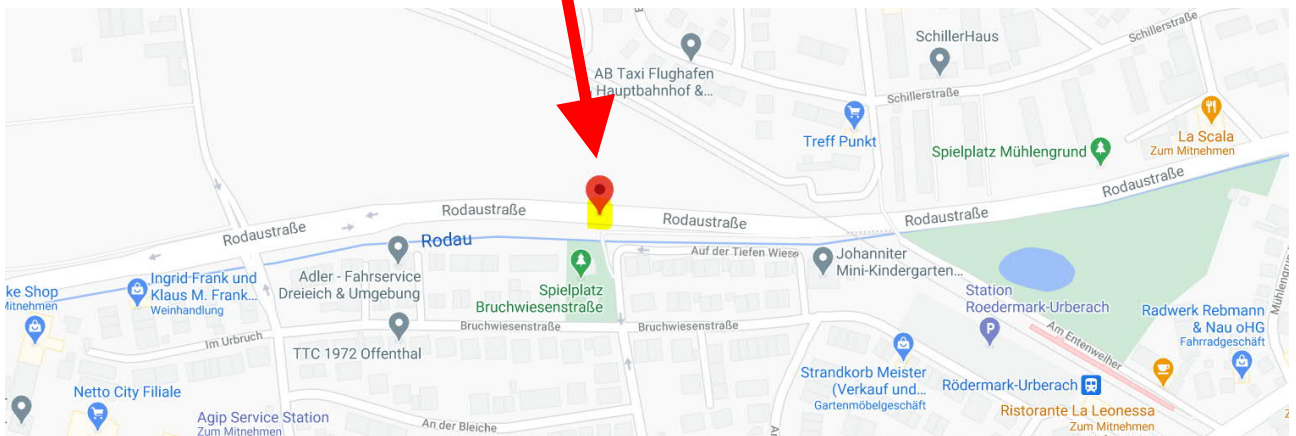 SchillerHaus
Schillerstraße
AB Taxi Flughafen
Hauptbahnhof &...
Schillerstraße
Treff Punkt
La Scala
Zum Mitnehmen
Spielplatz Mühlengrund
Rodaustraße
Rodaustraße
Rodaustraße
Rodaustraße
Rodaustraße
Rodau
Auf der Tiefen Wiese
Johanniter
Mini-Kindergarten...
Adler - Fahrservice
Dreieich & Umgebung
Ingrid Frank und
Klaus M. Frank...
Weinhandlung
ke Shop
Mitnehmen
Spielplatz
Bruchwiesenstraße
Station
Roedermark-Urberach
Mühlengrun
Radwerk Rebmann
& Nau oHG
Fahrradgeschäft
Bruchwiesenstraße
Bruchwiesenstraße
Im Urbruch
TTC 1972 Offenthal
Am Entenweiher
Strandkorb Meister
(Verkauf und...
Gartenmöbelgeschäft
Rödermark-Urberach
Netto City Filiale
Ristorante La Leonessa
Zum Mitnehmen
Agip Service Station
Zum Mitnehmen
An der Bleiche